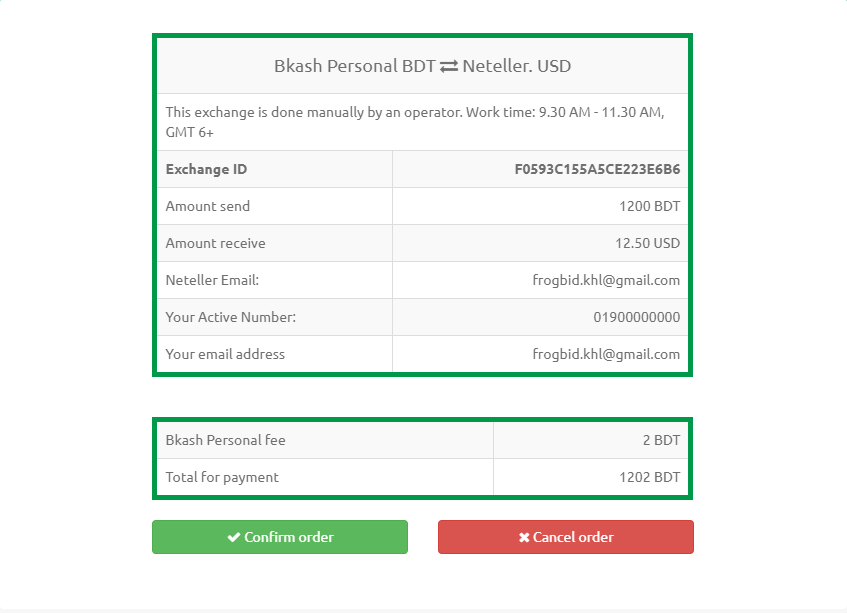 Bkash Personal BDT ⇄ Neteller. USD
This exchange is done manually by an operator. Work time: 9.30 AM - 11.30 AM,
GMT 6+
Exchange ID F0593C155A5CE223E6B6
Amount send 1200 BDT
Amount receive 12.50 USD
Neteller Email: frogbid.khl@gmail.com
Your Active Number: 01900000000
Your email address frogbid.khl@gmail.com
Bkash Personal fee 2 BDT
Total for payment 1202 BDT
✔ Confirm order ✖ Cancel order